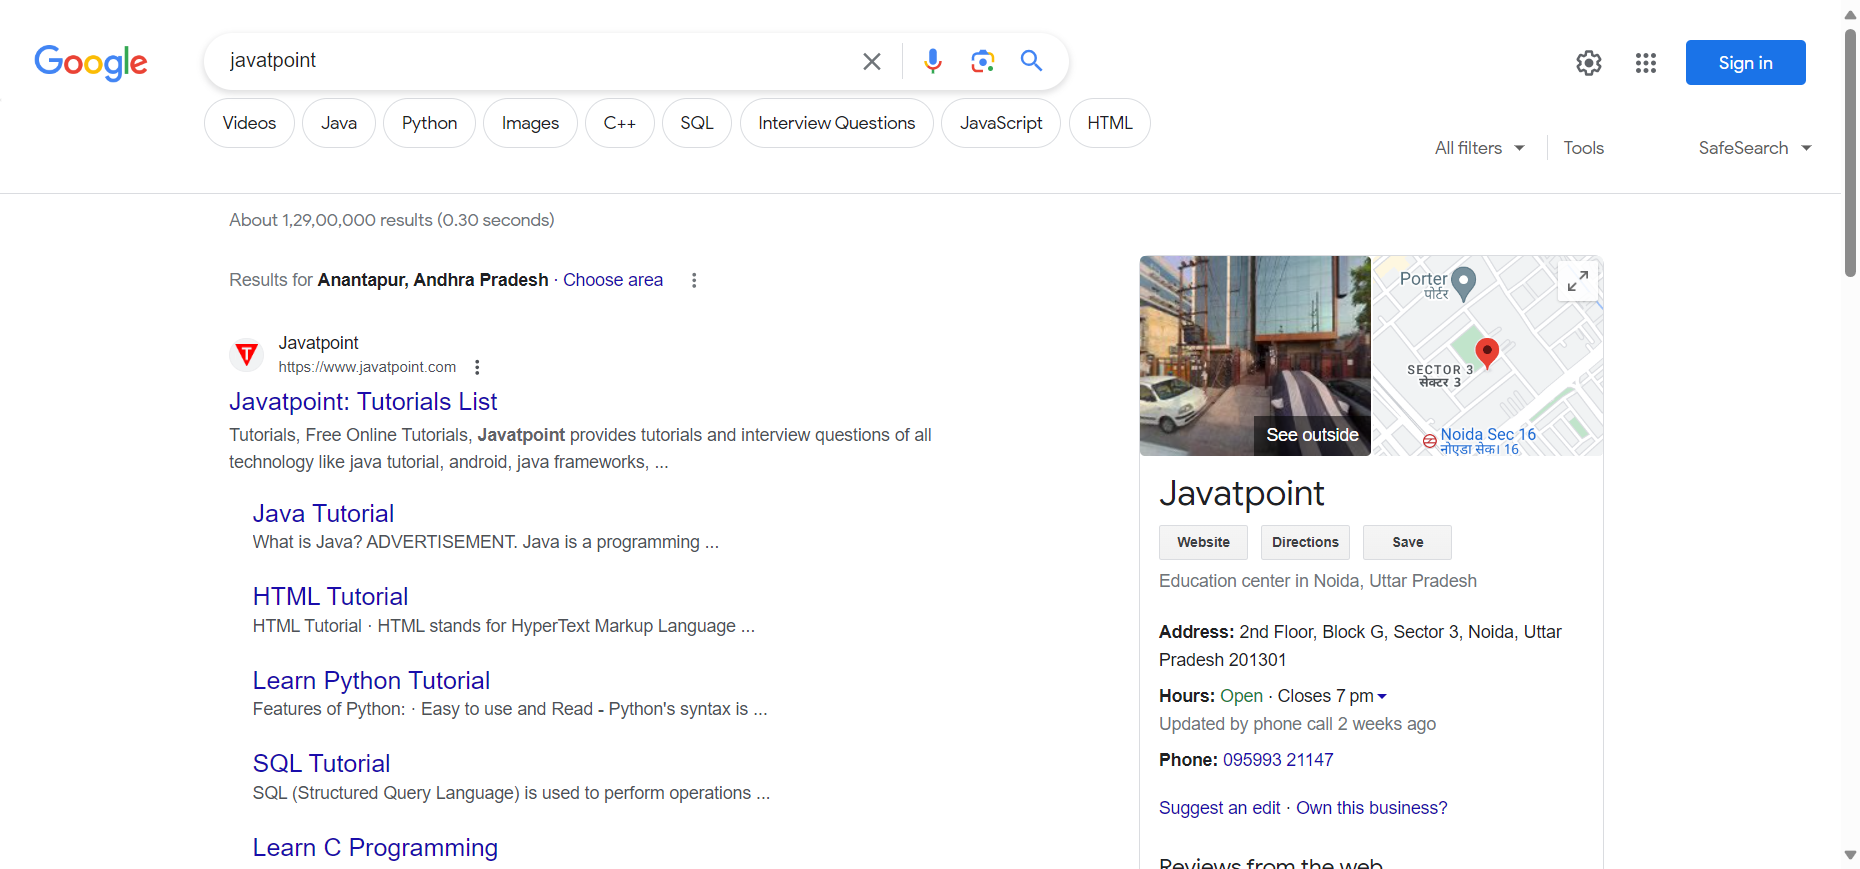 Google
javatpoint
Sign in
Videos
Java
Python
Images
C++
SQL
Interview Questions
JavaScript
HTML
All filters
Tools
SafeSearch
About 1,29,00,000 results (0.30 seconds)
Results for Anantapur, Andhra Pradesh · Choose area
Javatpoint
https://www.javatpoint.com
Javatpoint: Tutorials List
Tutorials, Free Online Tutorials, Javatpoint provides tutorials and interview questions of all
technology like java tutorial, android, java frameworks, ...
Java Tutorial
What is Java? ADVERTISEMENT. Java is a programming ...
HTML Tutorial
HTML Tutorial · HTML stands for HyperText Markup Language ...
Learn Python Tutorial
Features of Python: · Easy to use and Read - Python's syntax is ...
SQL Tutorial
SQL (Structured Query Language) is used to perform operations ...
Learn C Programming
See outside
Porter
पोर्टर
SECTOR 3
सेक्टर 3
Noida Sec 16
नोएडा सेक। 16
Javatpoint
Website
Directions
Save
Education center in Noida, Uttar Pradesh
Address: 2nd Floor, Block G, Sector 3, Noida, Uttar
Pradesh 201301
Hours: Open · Closes 7 pm
Updated by phone call 2 weeks ago
Phone: 095993 21147
Suggest an edit · Own this business?
Reviews from the web